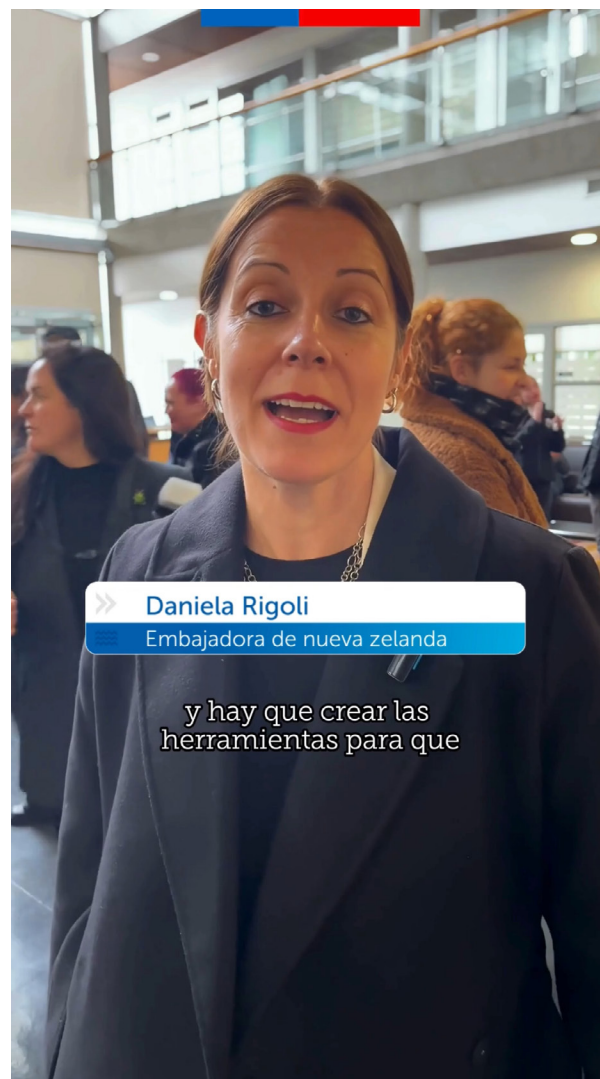 Daniela Rigoli
Embajadora de nueva zelanda
y hay que crear las
herramientas para que